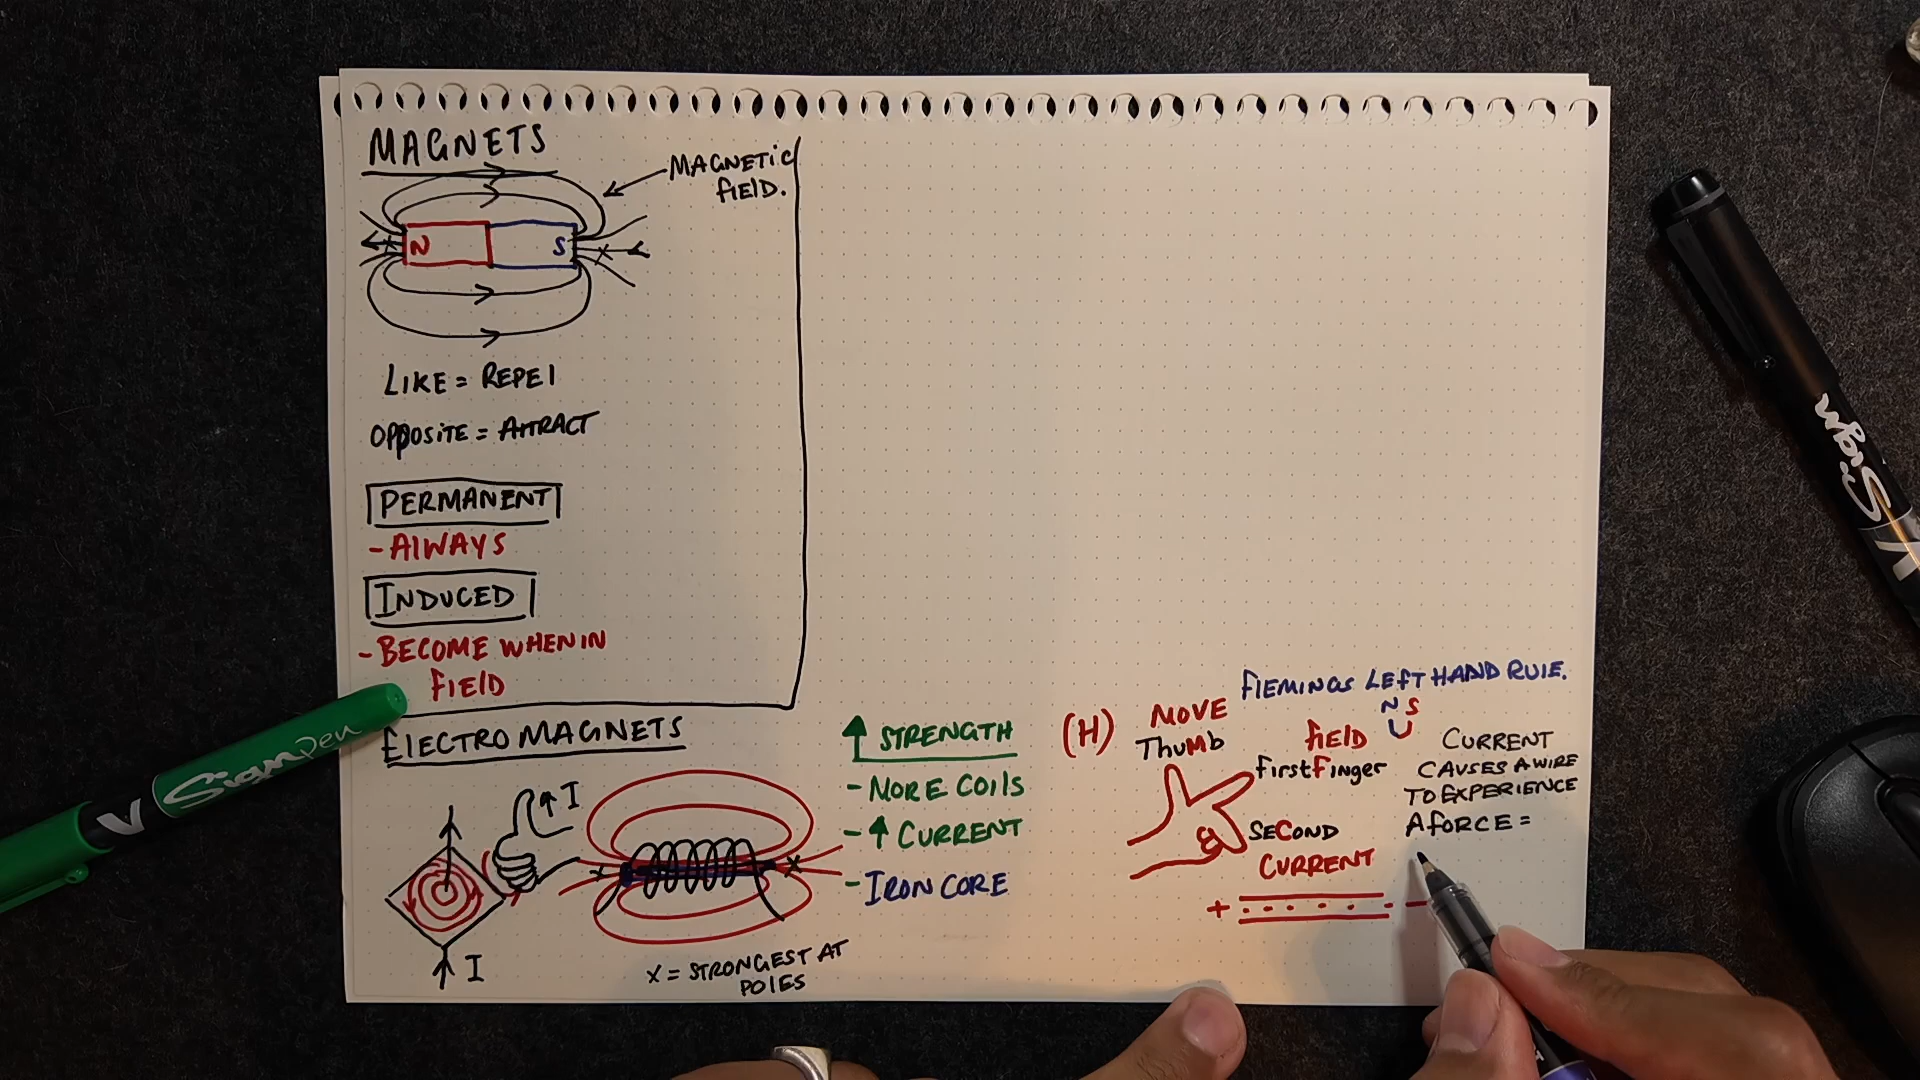 MAGNETS
MAGNETIC
FIELD.
N
S
LIKE = REPEl
OPPOSITE = ATTRACT
PERMANENT
- AlWAYS
INDUCED
- BECOME WHEN IN
FIElD
ElECTROMAGNETS
I
I
X = STRONGEST AT
POlES
STRENGTH
- MORE COIlS
- CURRENT
- IRON CORE
FlEMINGS LEFT HAND RUlE.
(H)
MOVE
ThuMb
N S
FIElD
firstFinger
SECOND
CURRENT
+ -
CURRENT
CAUSES A WIRE
TO EXPERIENCE
A FORCE =
V Signpen
V Signpen